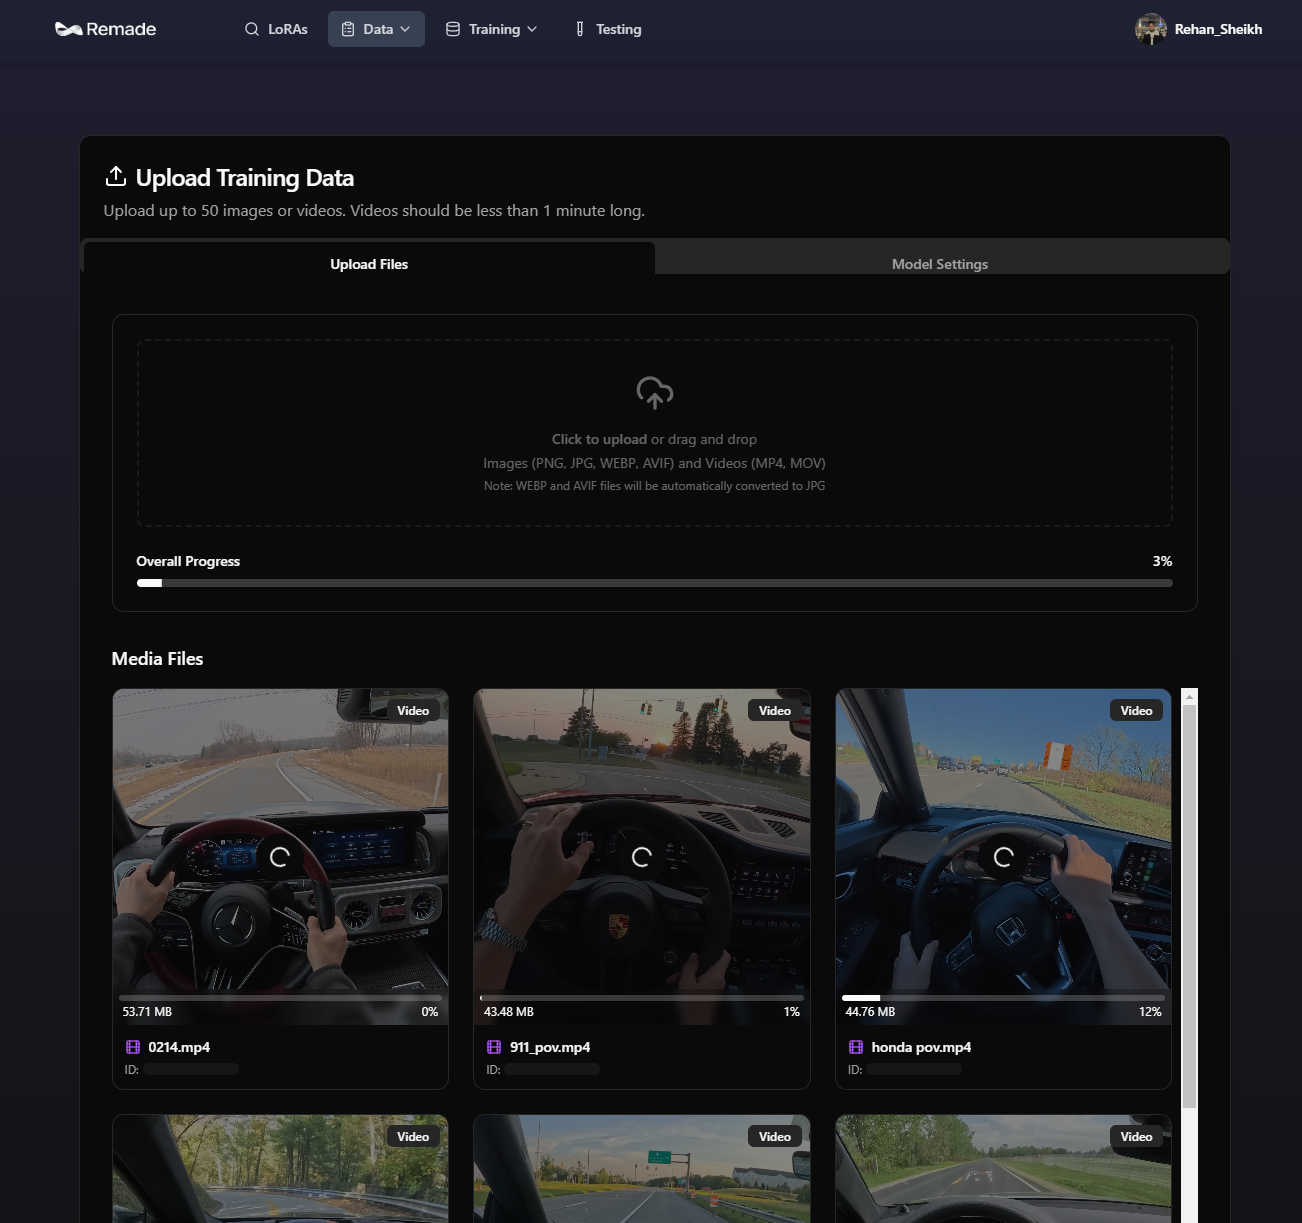 Remade
LoRAs
Data
Training
Testing
Rehan_Sheikh
Upload Training Data
Upload up to 50 images or videos. Videos should be less than 1 minute long.
Upload Files
Model Settings
Click to upload or drag and drop
Images (PNG, JPG, WEBP, AVIF) and Videos (MP4, MOV)
Note: WEBP and AVIF files will be automatically converted to JPG
Overall Progress
3%
Media Files
Video
53.71 MB
0%
0214.mp4
ID:
Video
43.48 MB
1%
911_pov.mp4
ID:
Video
44.76 MB
12%
honda pov.mp4
ID:
Video
Video
Video